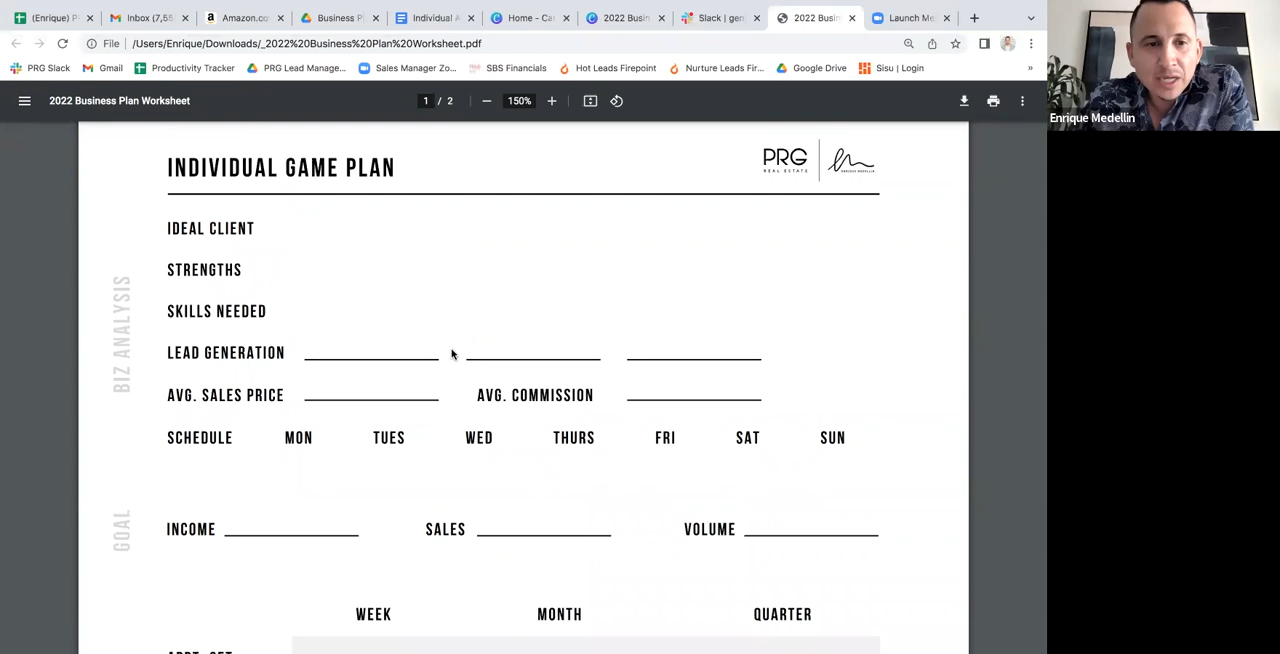 (Enrique) P
Inbox (7,55
Amazon.co
Business P
Individual A
Home - Ca
2022 Busin
Slack | gen
2022 Busin
Launch Me
File /Users/Enrique/Downloads/_2022%20Business%20Plan%20Worksheet.pdf
PRG Slack
Gmail
Productivity Tracker
PRG Lead Manage...
Sales Manager Zo...
SBS Financials
Hot Leads Firepoint
Nurture Leads Fir...
Google Drive
Sisu | Login
»
2022 Business Plan Worksheet
1 / 2
150%
Enrique Medellin
INDIVIDUAL GAME PLAN
PRG
REAL ESTATE
ENRIQUE MEDELLIN
BIZ ANALYSIS
IDEAL CLIENT
STRENGTHS
SKILLS NEEDED
LEAD GENERATION
AVG. SALES PRICE AVG. COMMISSION
SCHEDULE MON TUES WED THURS FRI SAT SUN
GOAL
INCOME SALES VOLUME
WEEK MONTH QUARTER